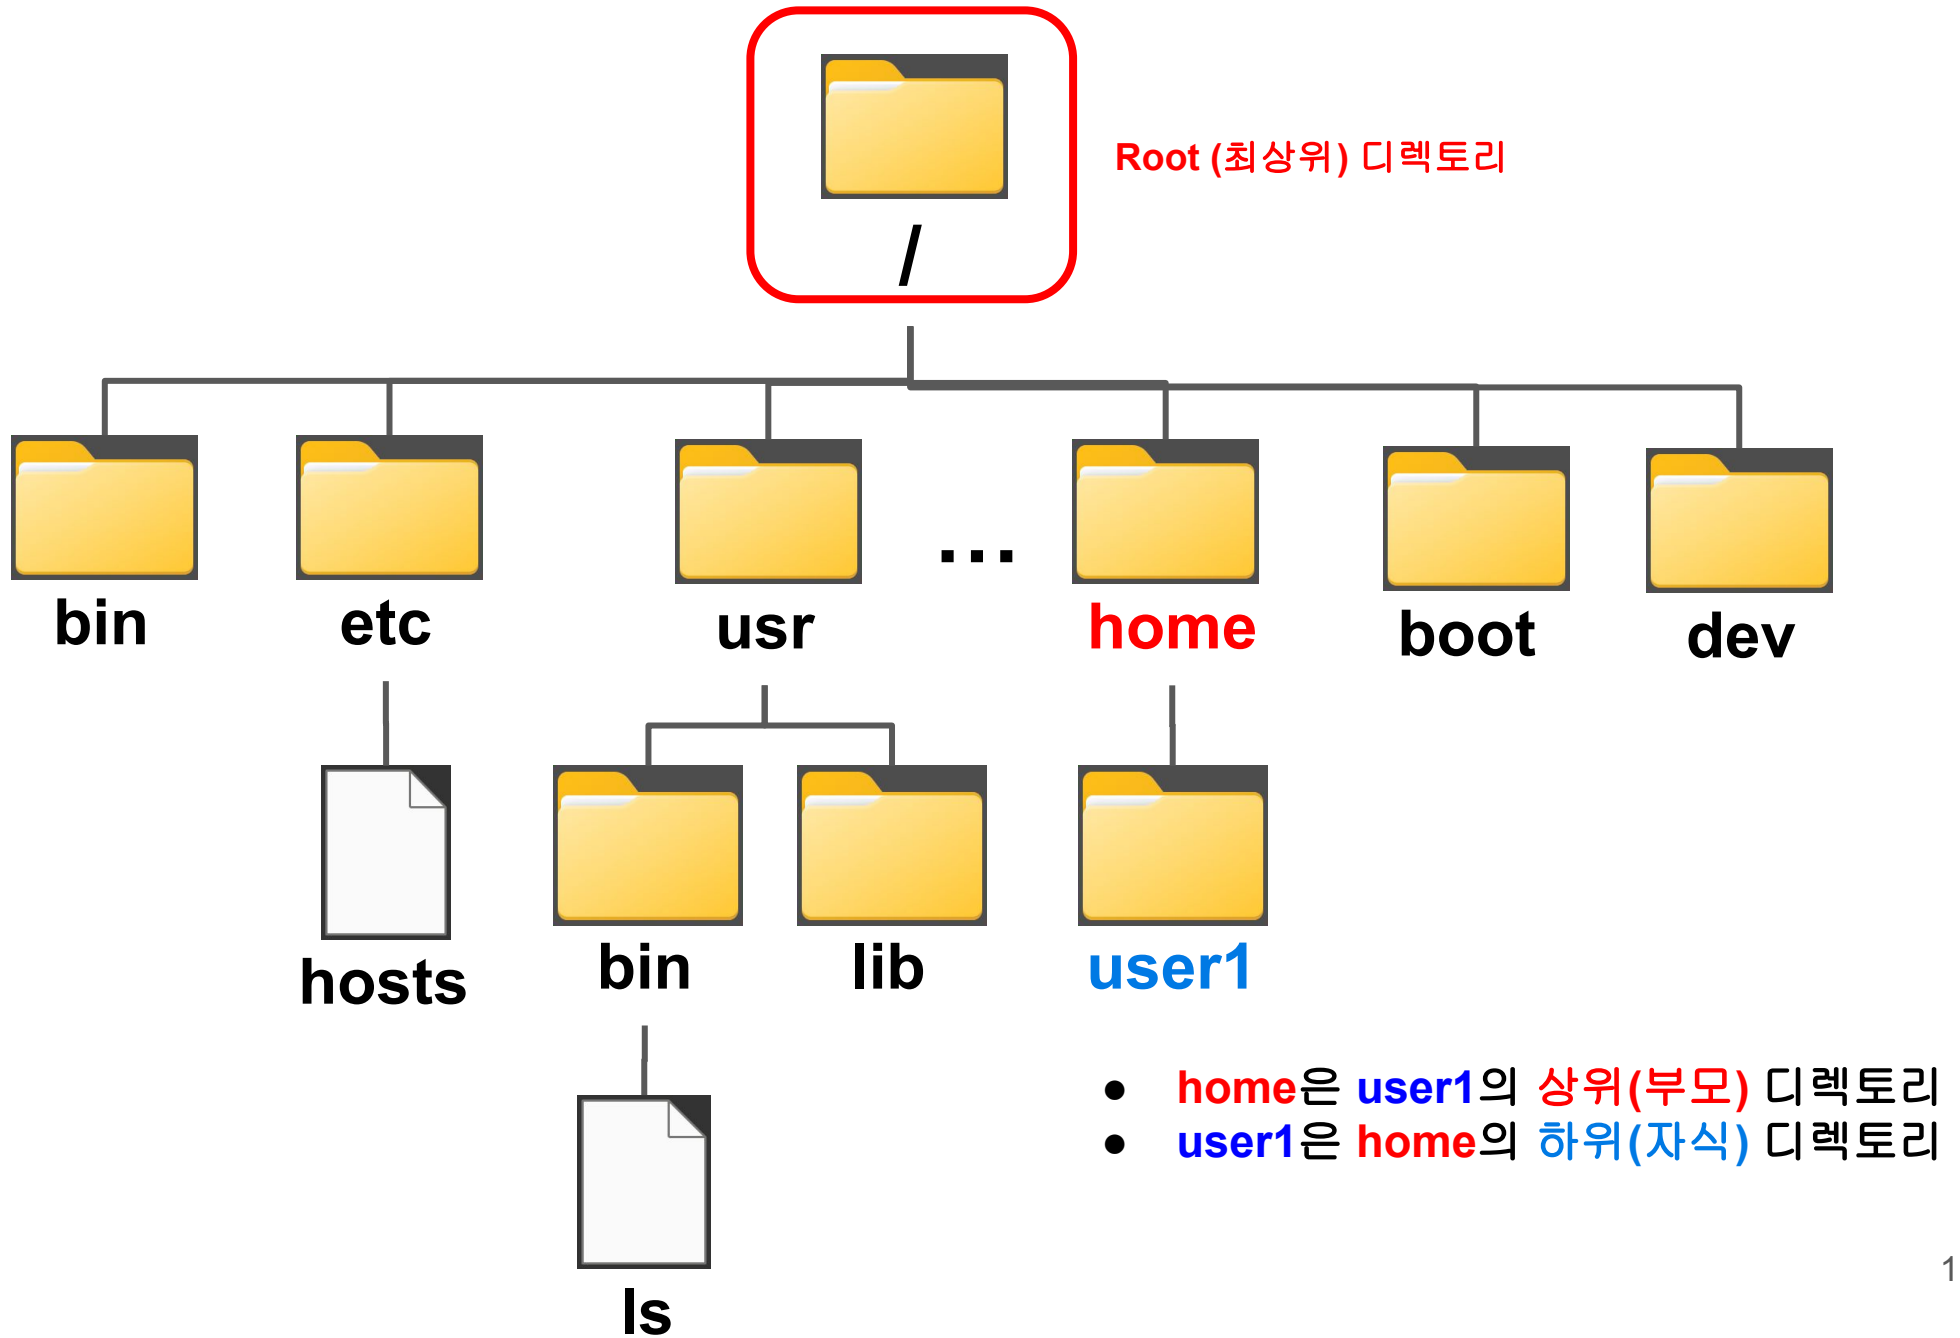 Root (최상위) 디렉토리
/
bin
etc
usr
...
home
boot
dev
hosts
bin
lib
user1
● home은 user1의 상위(부모) 디렉토리
● user1은 home의 하위(자식) 디렉토리
ls
1